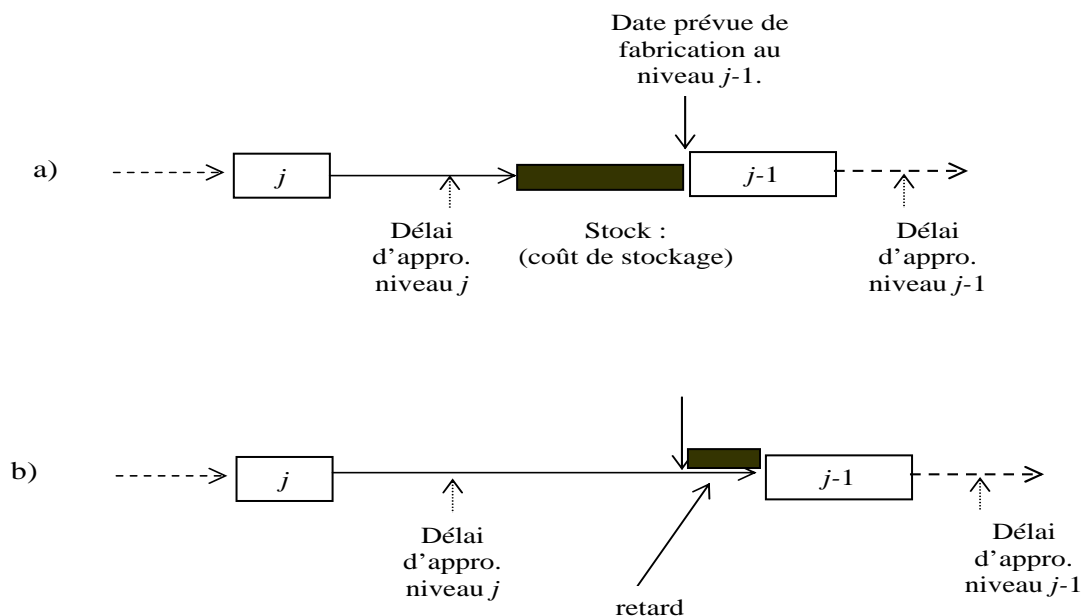 Date prévue de
fabrication au
niveau j-1.
a)
j
j-1
Délai
d'appro.
niveau j
Stock :
(coût de stockage)
Délai
d'appro.
niveau j-1
b)
j
j-1
Délai
d'appro.
niveau j
retard
Délai
d'appro.
niveau j-1